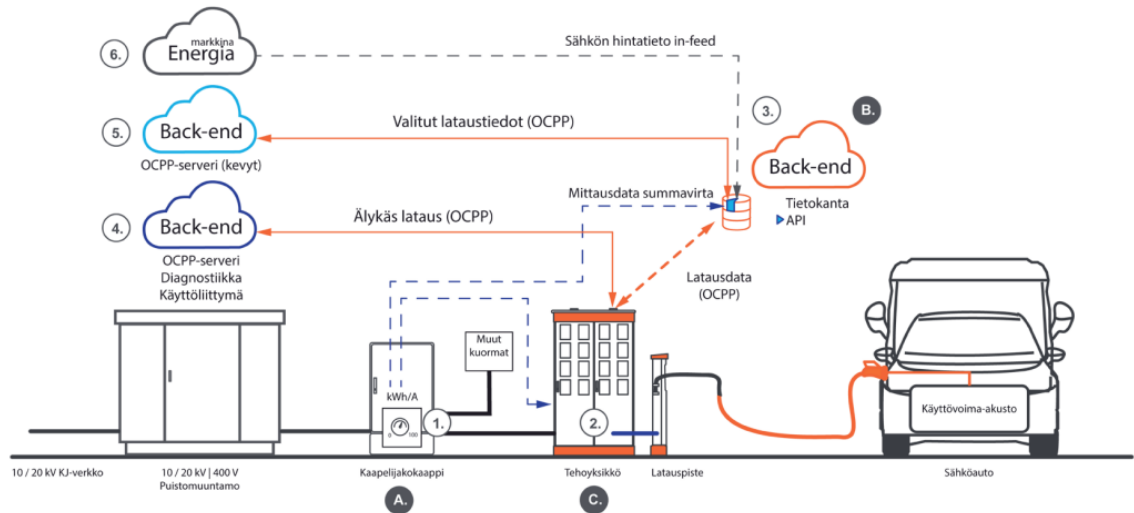 6.
markkina
Energia
Sähkön hintatieto in-feed
5.
Back-end
OCPP-serveri (kevyt)
Valitut lataustiedot (OCPP)
3.
B.
Back-end
Tietokanta
API
Mittausdata summavirta
4.
Back-end
OCPP-serveri
Diagnostiikka
Käyttöliittymä
Älykäs lataus (OCPP)
Latausdata
(OCPP)
Muut
kuormat
kWh/A
0
100
1.
2.
Käyttövoima-akusto
10 / 20 kV KJ-verkko
10 / 20 kV | 400 V
Puistomuuntamo
Kaapelijakokaappi
A.
Tehoyksikkö
C.
Latauspiste
Sähköauto